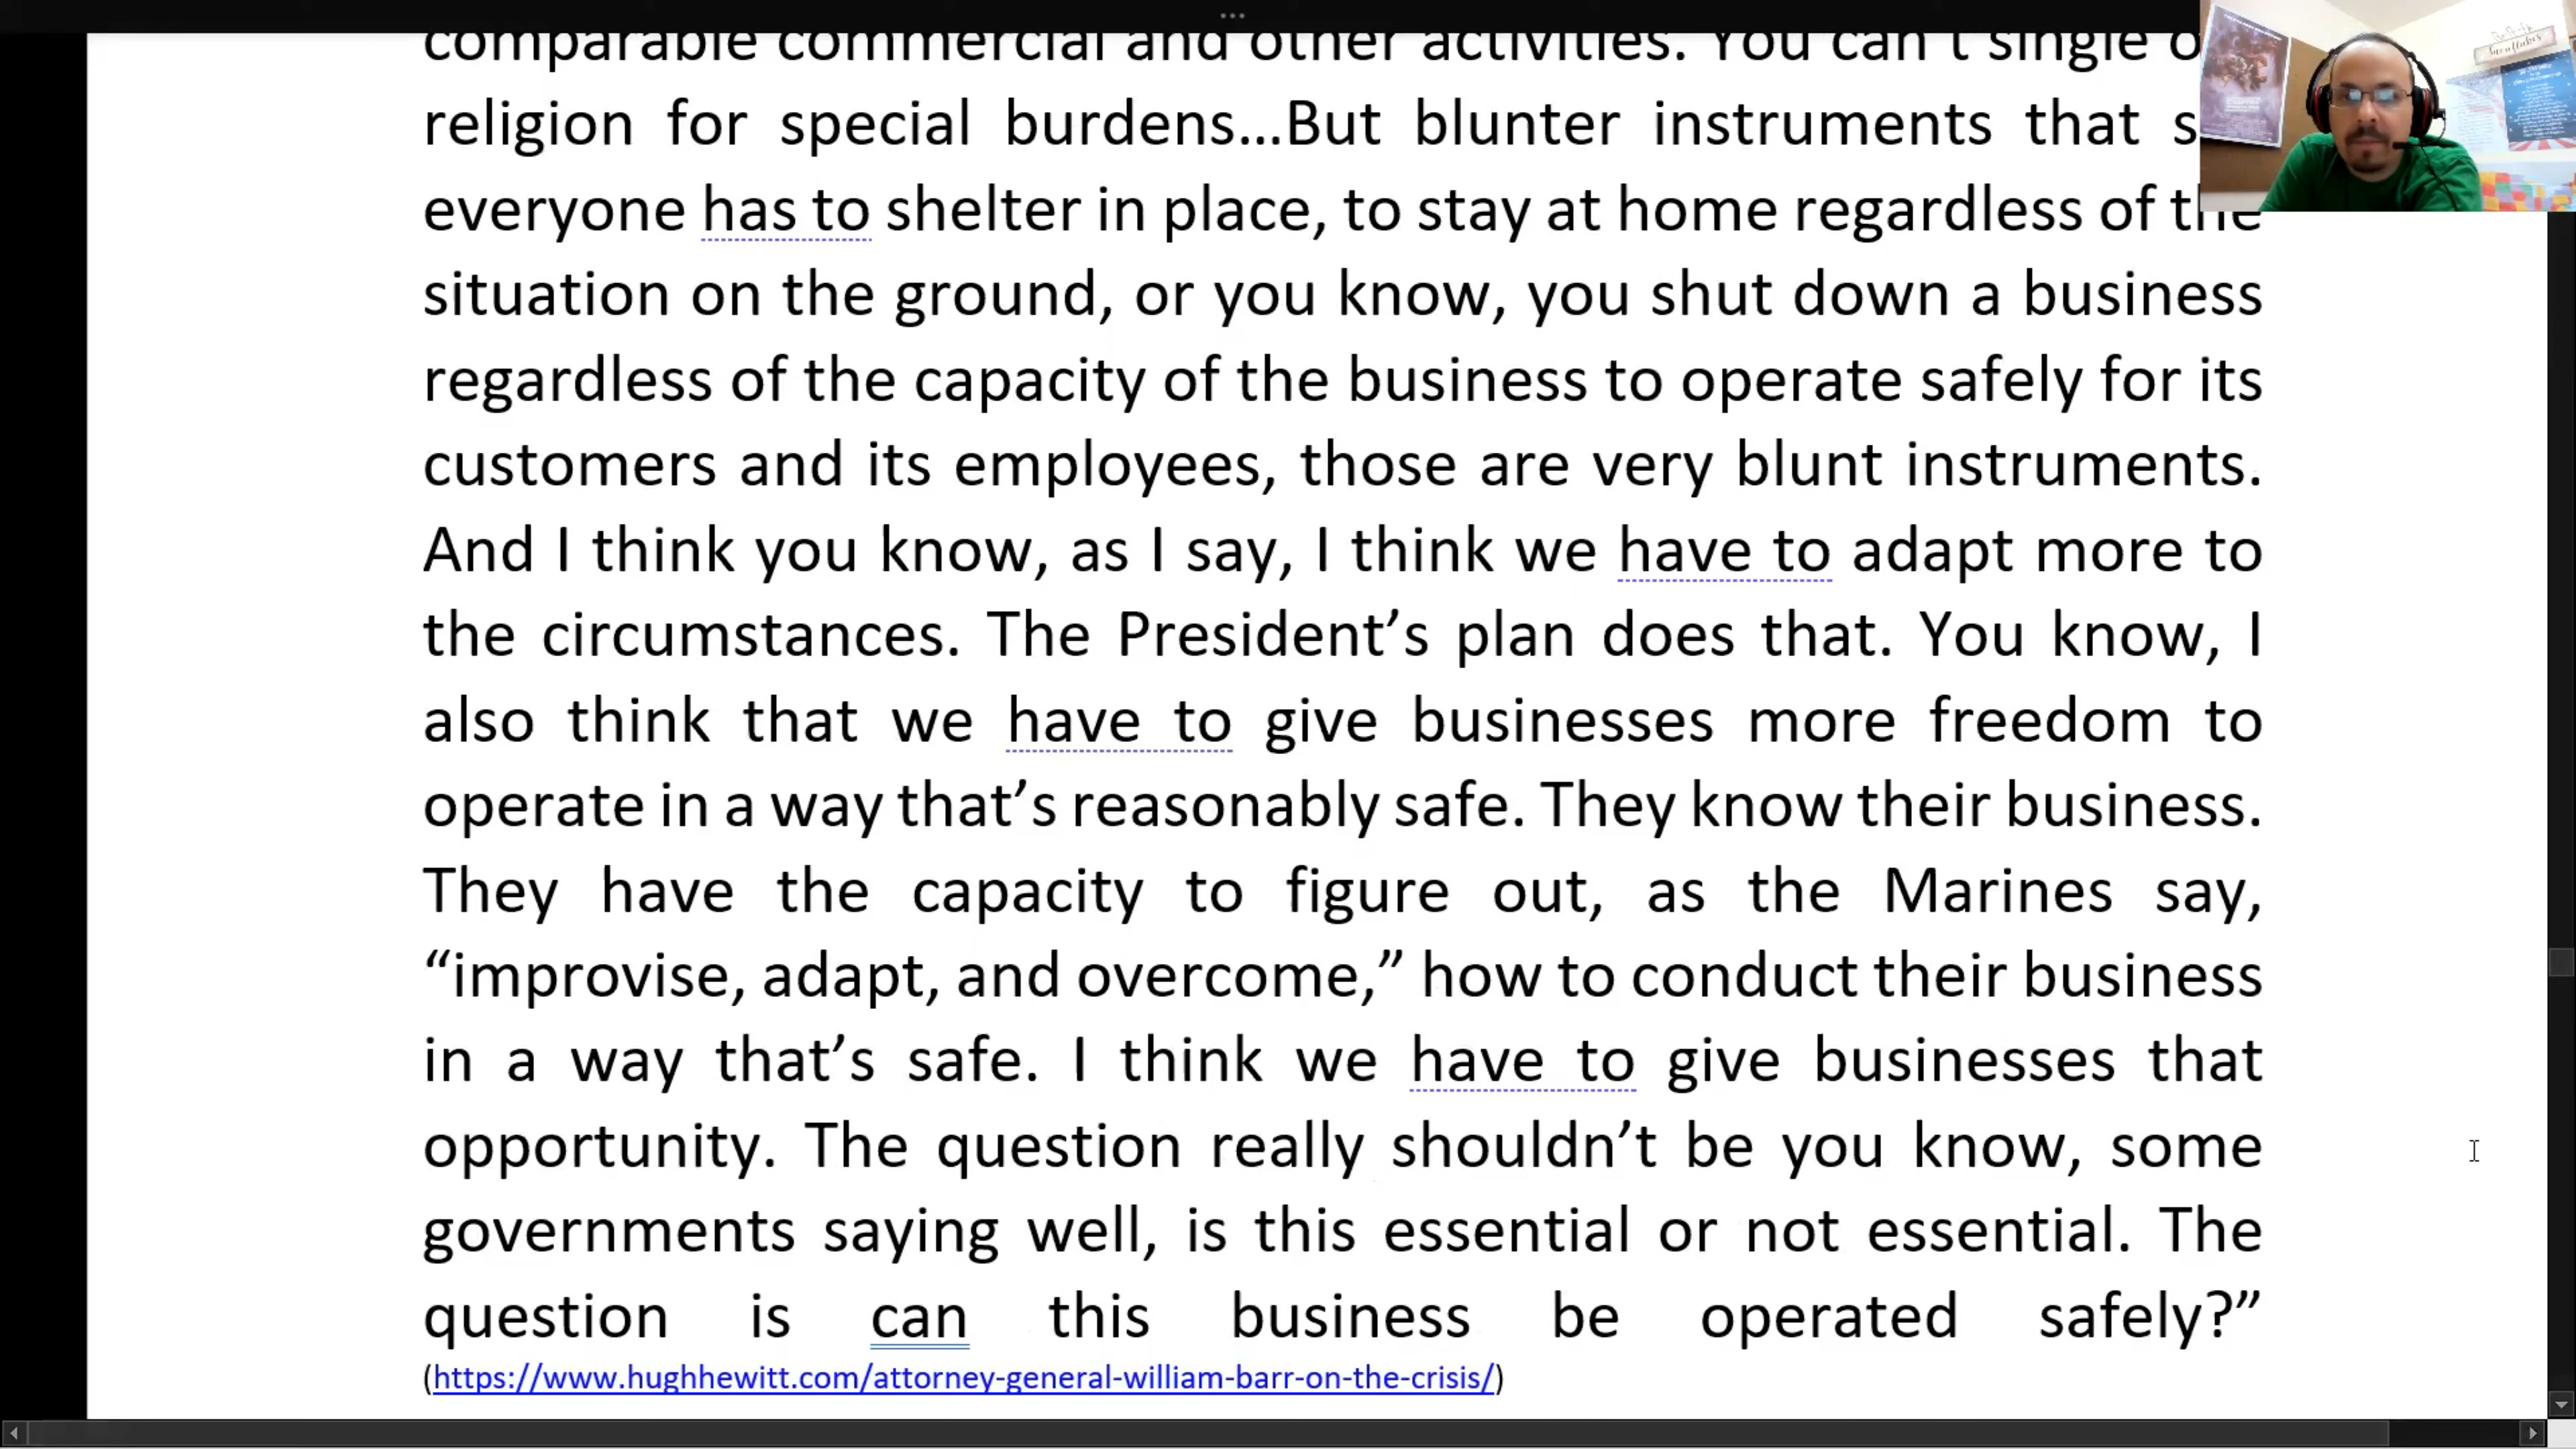 comparable commercial and other activities. You can't single
religion for special burdens…But blunter instruments that
everyone has to shelter in place, to stay at home regardless of the
situation on the ground, or you know, you shut down a business
regardless of the capacity of the business to operate safely for its
customers and its employees, those are very blunt instruments.
And I think you know, as I say, I think we have to adapt more to
the circumstances. The President’s plan does that. You know, I
also think that we have to give businesses more freedom to
operate in a way that’s reasonably safe. They know their business.
They have the capacity to figure out, as the Marines say,
“improvise, adapt, and overcome,” how to conduct their business
in a way that’s safe. I think we have to give businesses that
opportunity. The question really shouldn’t be you know, some
governments saying well, is this essential or not essential. The
question is can this business be operated safely?”
(https://www.hughhewitt.com/attorney-general-william-barr-on-the-crisis/)